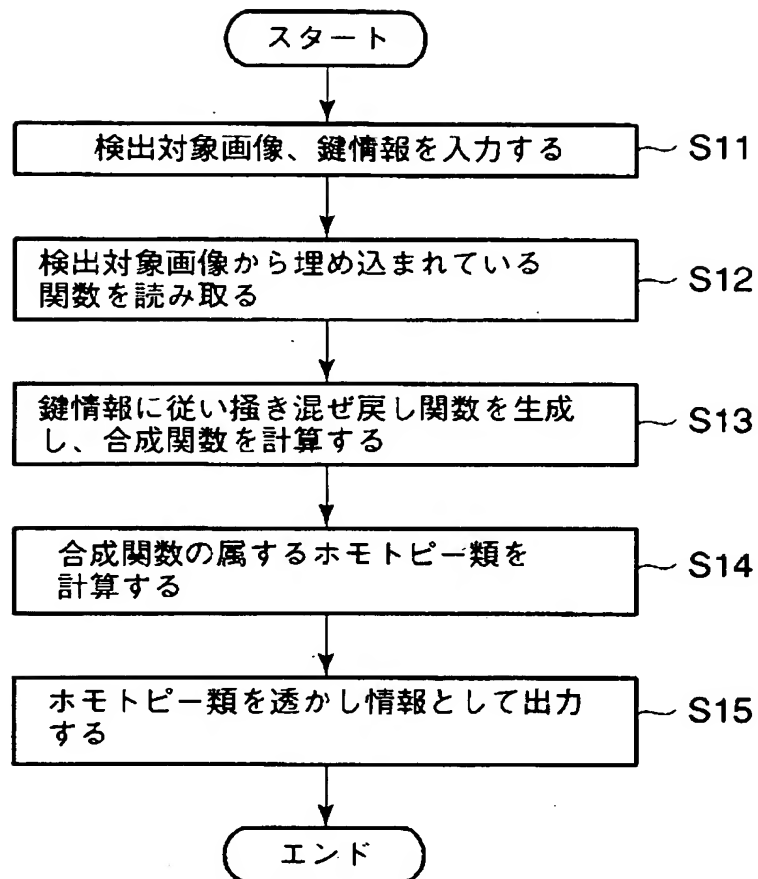 スタート
検出対象画像、鍵情報を入力する
S11
検出対象画像から埋め込まれている
関数を読み取る
S12
鍵情報に従い掻き混ぜ戻し関数を生成
し、合成関数を計算する
S13
合成関数の属するホモトピー類を
計算する
S14
ホモトピー類を透かし情報として出力
する
S15
エンド